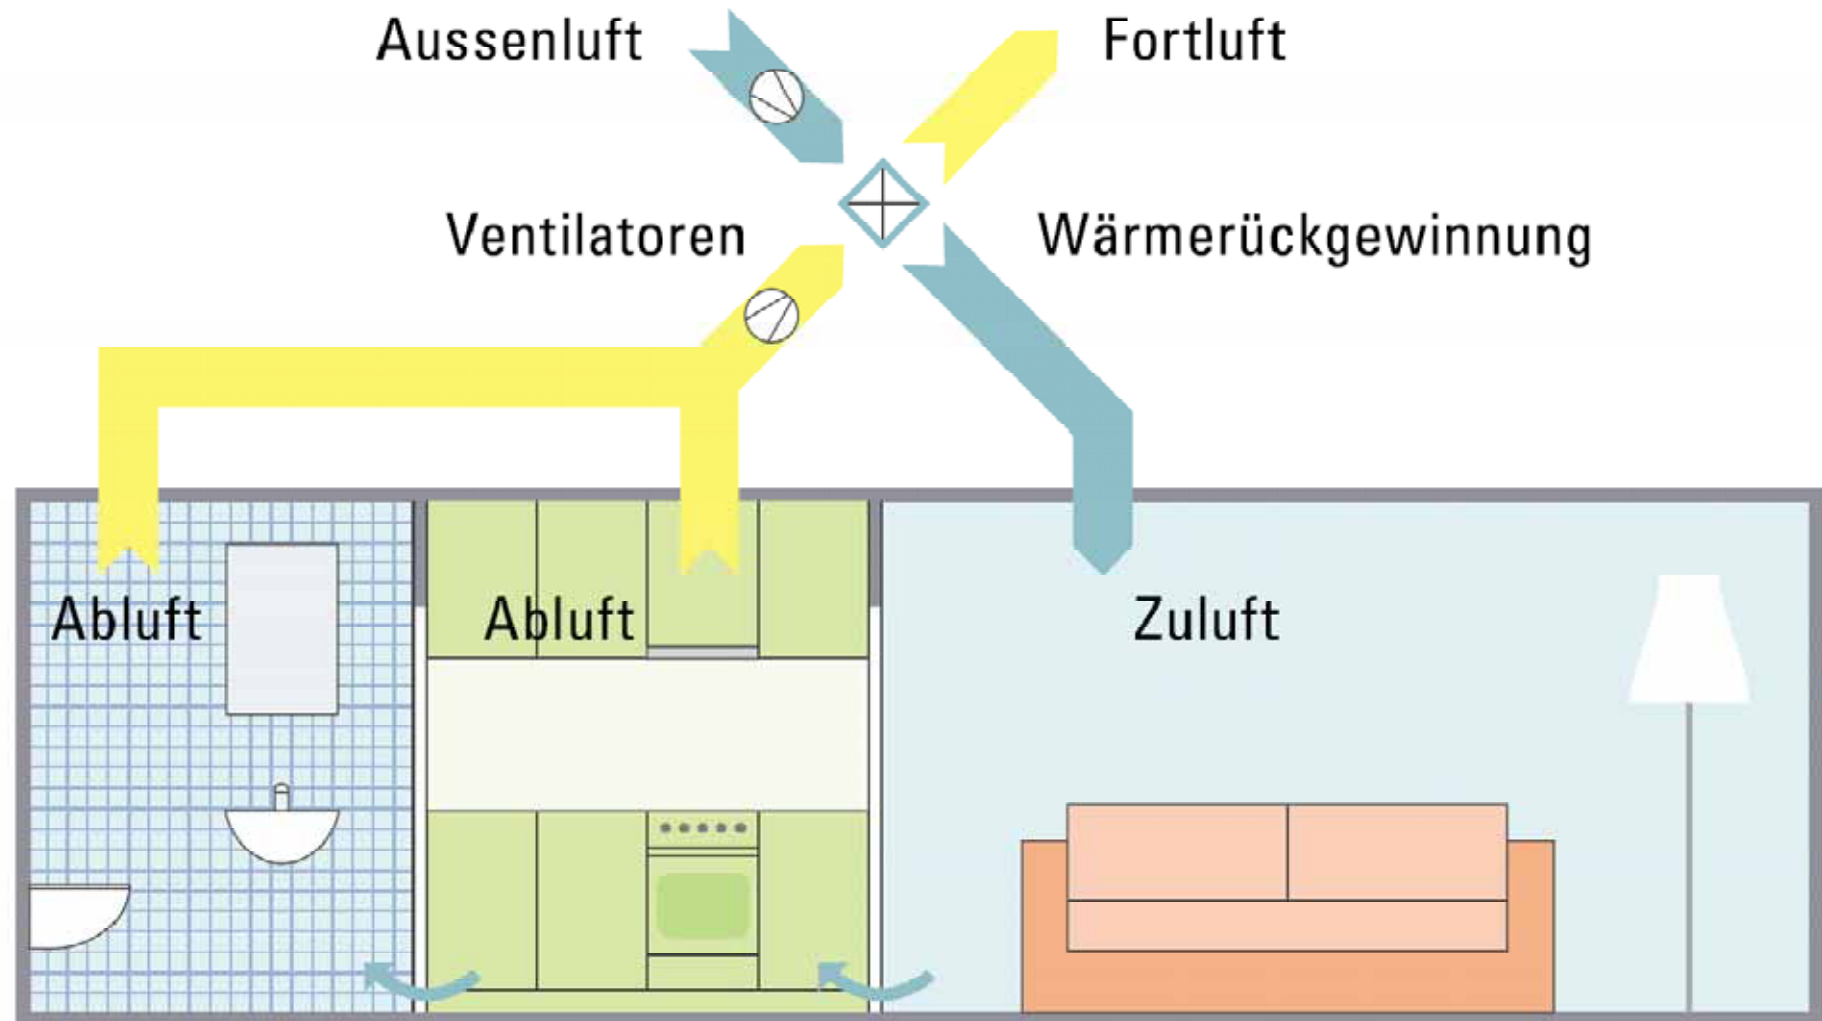 Aussenluft
Fortluft
Ventilatoren
Wärmerückgewinnung
Abluft
Abluft
Zuluft